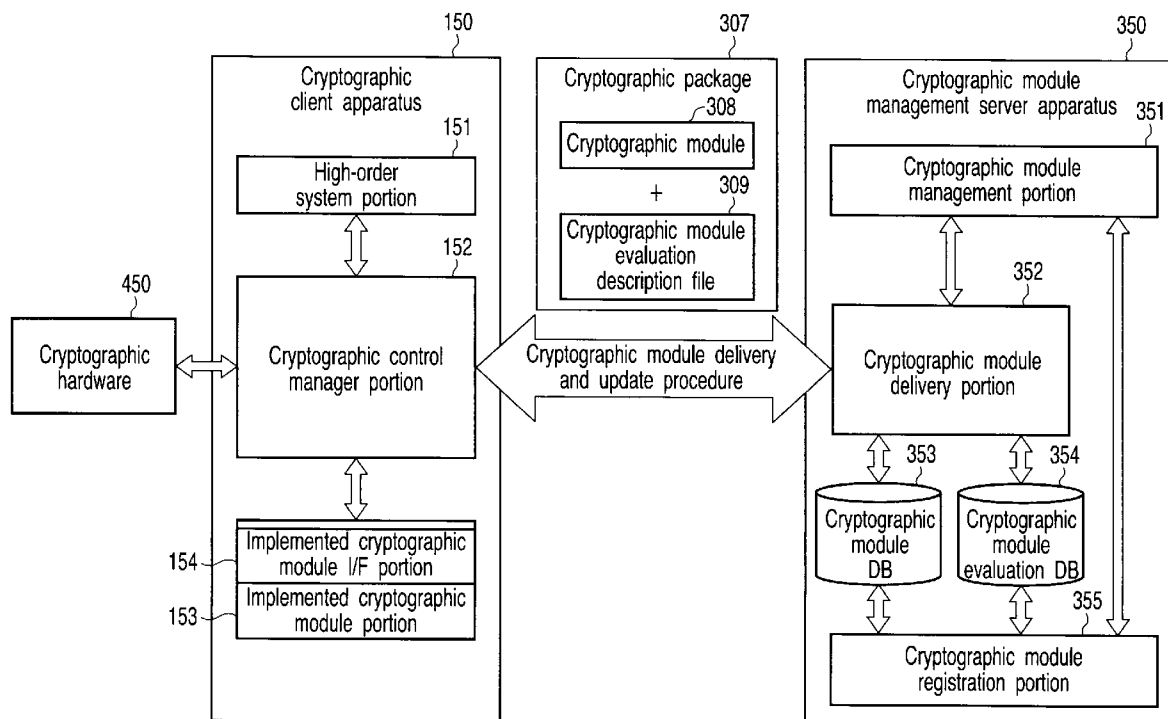 150
Cryptographic
client apparatus
151
High-order
system portion
152
Cryptographic control
manager portion
450
Cryptographic
hardware
154
Implemented cryptographic
module I/F portion
153
Implemented cryptographic
module portion
307
Cryptographic package
308
Cryptographic module
+
309
Cryptographic module
evaluation
description file
Cryptographic module delivery
and update procedure
350
Cryptographic module
management server apparatus
351
Cryptographic module
management portion
352
Cryptographic module
delivery portion
353
Cryptographic
module
DB
354
Cryptographic
module
evaluation DB
355
Cryptographic module
registration portion